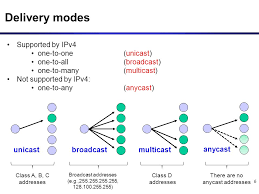 Delivery modes
• Supported by IPv4
• one-to-one (unicast)
• one-to-all (broadcast)
• one-to-many (multicast)
• Not supported by IPv4:
• one-to-any (anycast)
unicast broadcast multicast anycast
Class A, B, C
addresses
Broadcast addresses
(e.g., 255.255.255.255,
128.100.255.255)
Class D
addresses
There are no
anycast addresses